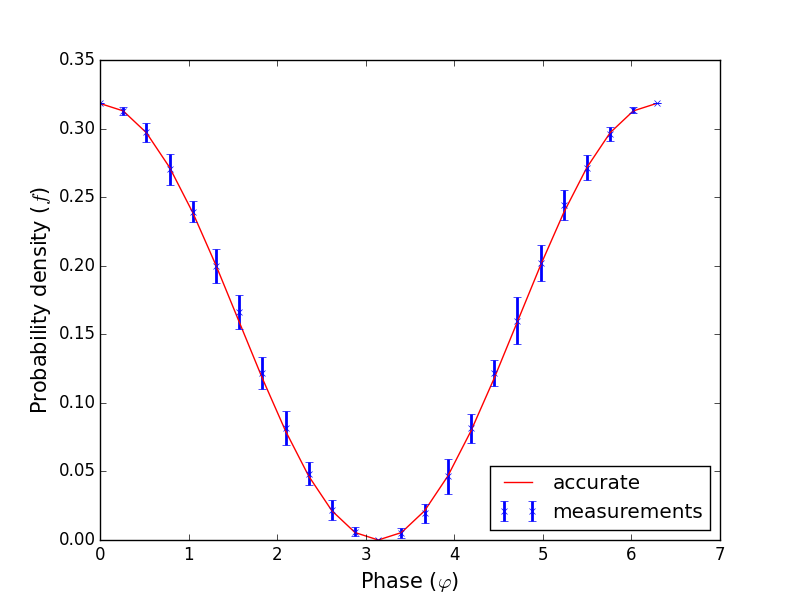 0.35
0.30
0.25
0.20
0.15
0.10
0.05
0.00
Probability density (f)
0 1 2 3 4 5 6 7
Phase (φ)
accurate
measurements